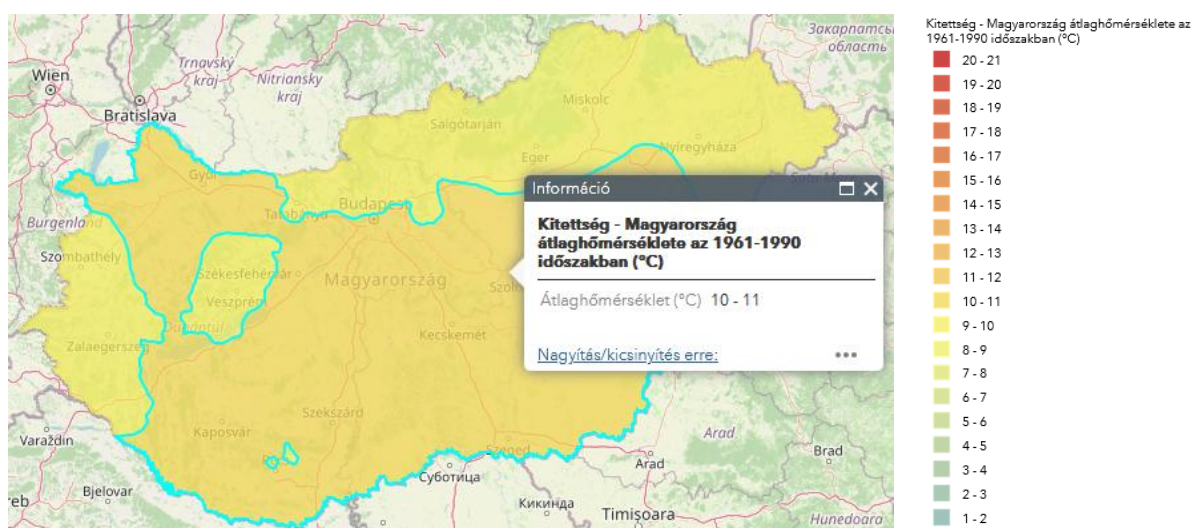 Kitettség - Magyarország átlaghőmérséklete az
1961-1990 időszakban (°C)
20 - 21
19 - 20
18 - 19
17 - 18
16 - 17
15 - 16
14 - 15
13 - 14
12 - 13
11 - 12
10 - 11
9 - 10
8 - 9
7 - 8
6 - 7
5 - 6
4 - 5
3 - 4
2 - 3
1 - 2
Закарпатсь
область
Trnavský
kraj
Nitriansky
kraj
Wien
Bratislava
Miskolc
Salgótarján
Eger
Nyíregyháza
Győr
Budapest
Burgenland
Szombathely
Székesfehérvár
Veszprém
Magyarország
Dunántúl
Kecskemét
Zalaegerszeg
Szekszárd
Kaposvár
Szeged
Varaždin
Bjelovar
Суботица
Кикинда
Arad
Arad
Timișoara
Brad
Hunedoara
Információ
Kitettség - Magyarország
átlaghőmérséklete az 1961-1990
időszakban (°C)
Átlaghőmérséklet (°C) 10 - 11
Nagyítás/kicsinyítés erre: